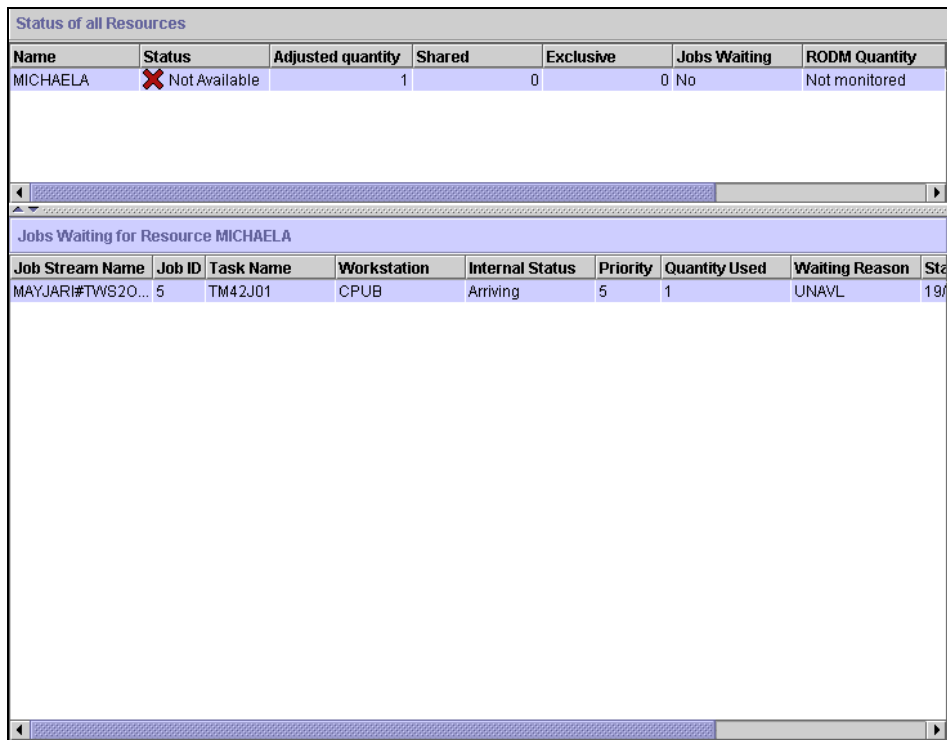 Status of all Resources
Name Status Adjusted quantity Shared Exclusive Jobs Waiting RODM Quantity
MICHAELA Not Available 1 0 0 No Not monitored
Jobs Waiting for Resource MICHAELA
Job Stream Name Job ID Task Name Workstation Internal Status Priority Quantity Used Waiting Reason Sta
MAYJARI#TWS2O... 5 TM42J01 CPUB Arriving 5 1 UNAVL 19/